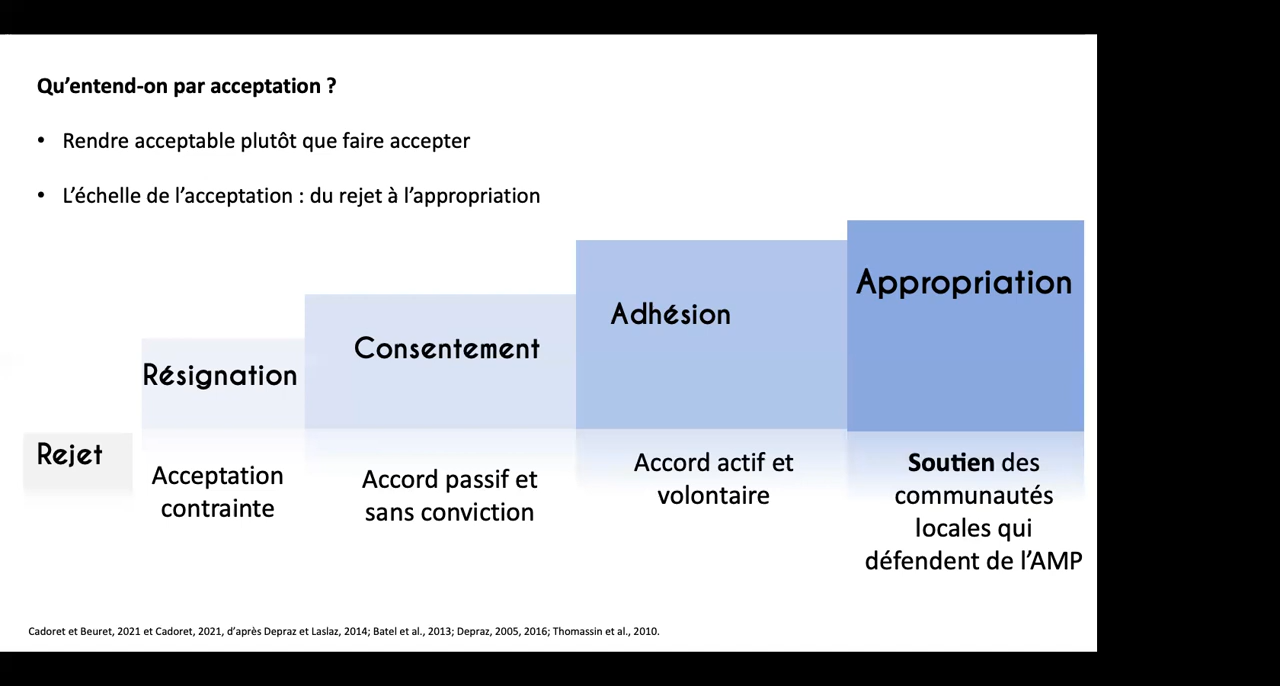 Qu’entend-on par acceptation ?
• Rendre acceptable plutôt que faire accepter
• L’échelle de l’acceptation : du rejet à l’appropriation
Rejet
Résignation
Acceptation
contrainte
Consentement
Accord passif et
sans conviction
Adhésion
Accord actif et
volontaire
Appropriation
Soutien des
communautés
locales qui
défendent de l’AMP
Cadoret et Beuret, 2021 et Cadoret, 2021, d’après Depraz et Laslaz, 2014; Batel et al., 2013; Depraz, 2005, 2016; Thomassin et al., 2010.